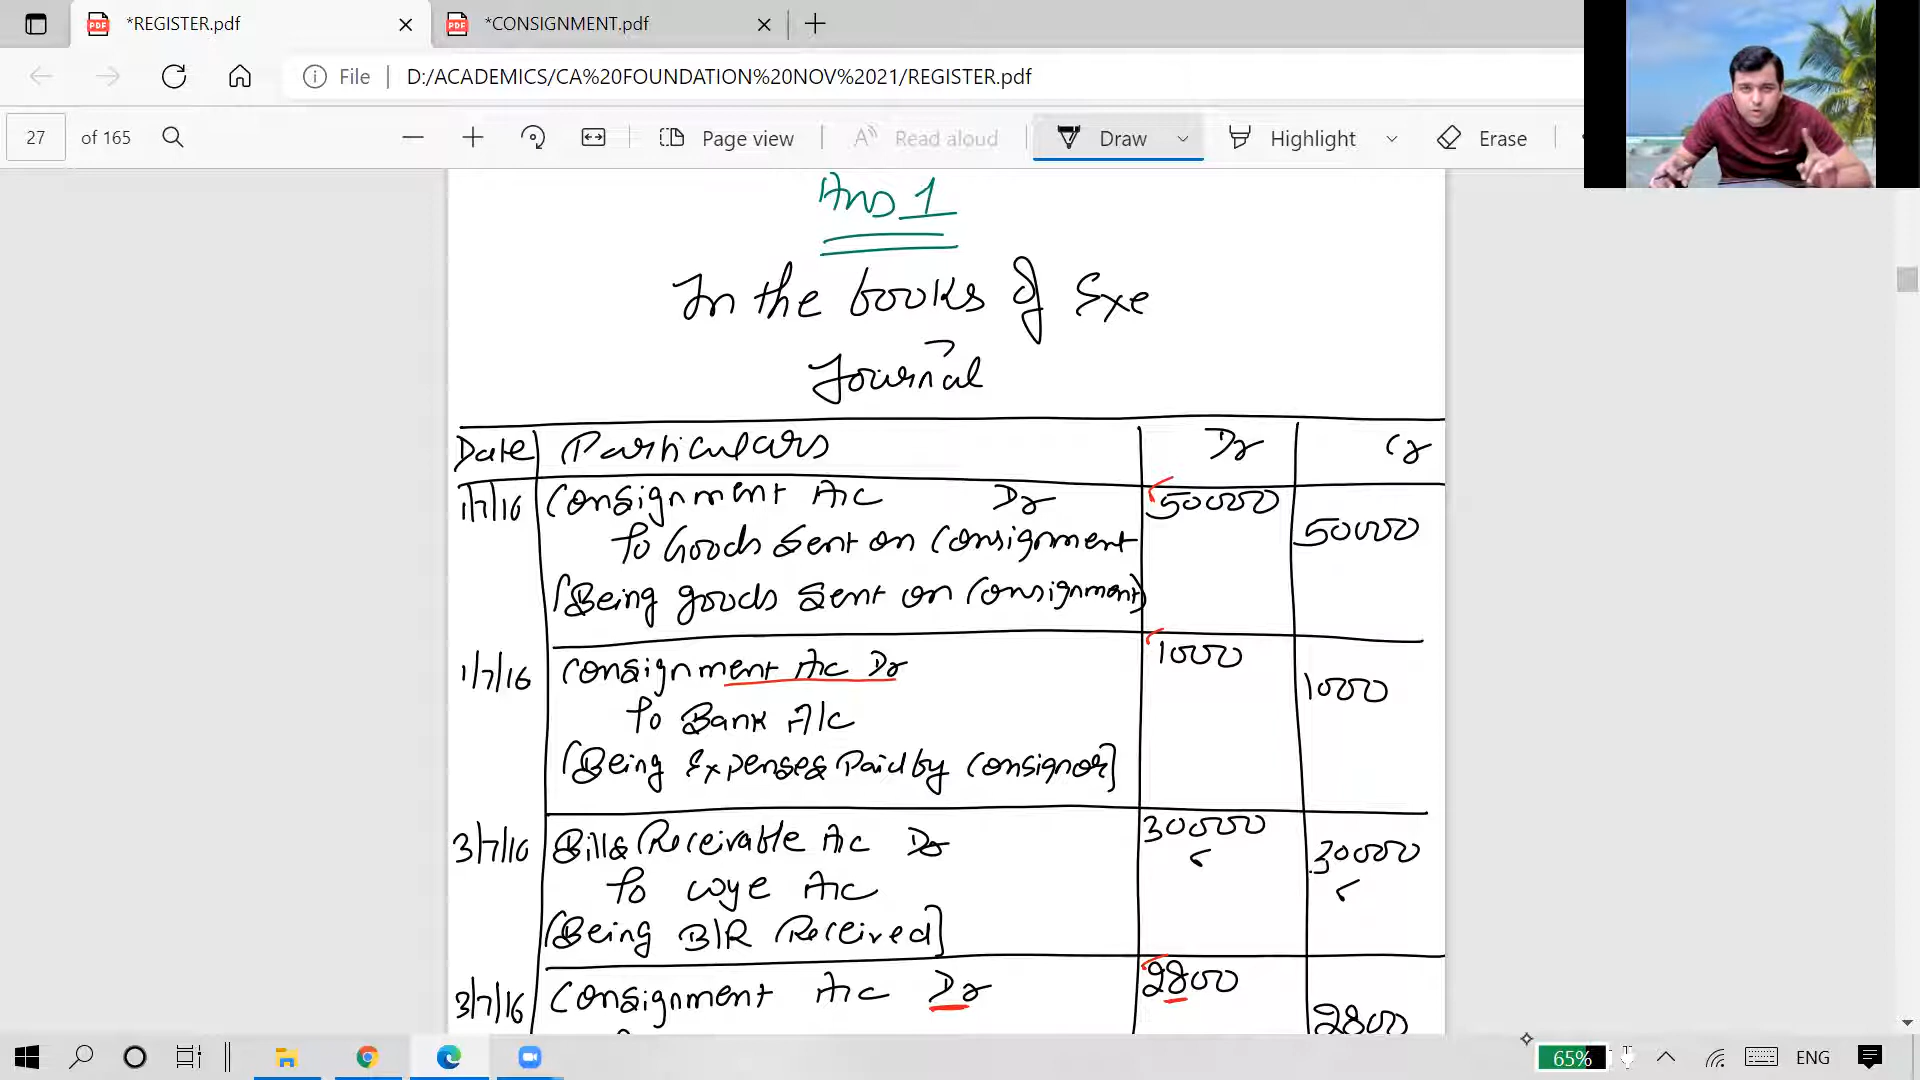 *REGISTER.pdf
*CONSIGNMENT.pdf
File
D:/ACADEMICS/CA%20FOUNDATION%20NOV%2021/REGISTER.pdf
27 of 165
Page view
Read aloud
Draw
Highlight
Erase
Ans 1
In the books of Exe
Journal
Date Particulars Dr Cr
1/7/16 Consignment A/c Dr 50000
To Goods sent on Consignment 50000
(Being goods sent on Consignment)
1/7/16 Consignment A/c Dr 1000
To Bank A/c 1000
(Being Expenses Paid by Consignor]
3/7/16 Bills Receivable A/c Dr 30000
To Wye A/c 30000
[Being B/R Received]
3/7/16 Consignment A/c Dr 2800
2800
65%
ENG